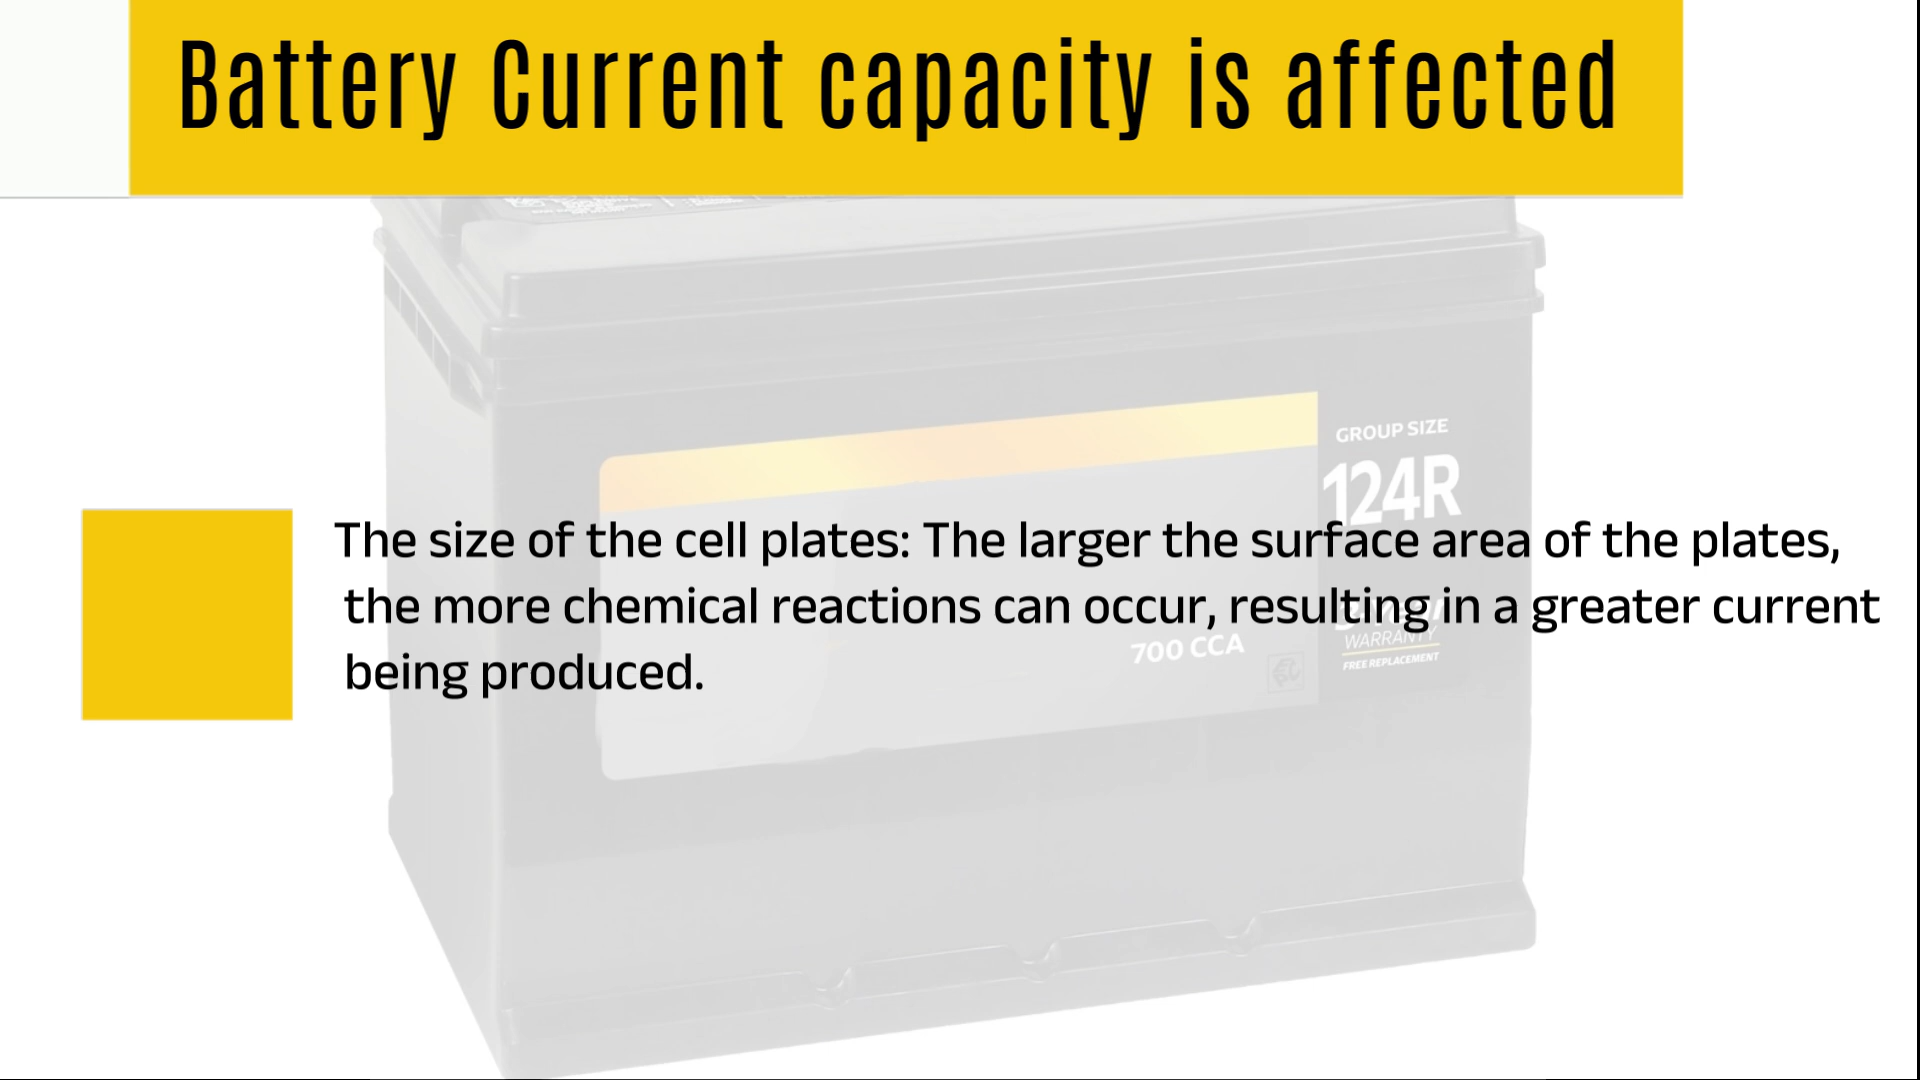 Battery Current capacity is affected
GROUP SIZE
124R
The size of the cell plates: The larger the surface area of the plates,
the more chemical reactions can occur, resulting in a greater current
being produced.
700 CCA
WARRANTY
FREE REPLACEMENT